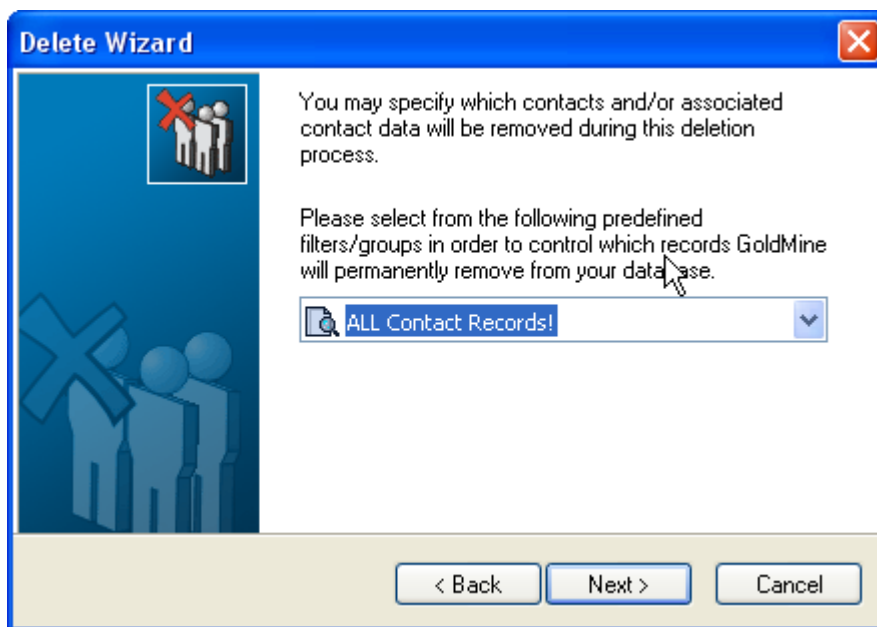 Delete Wizard
You may specify which contacts and/or associated
contact data will be removed during this deletion
process.
Please select from the following predefined
filters/groups in order to control which records GoldMine
will permanently remove from your database.
ALL Contact Records!
< Back
Next >
Cancel